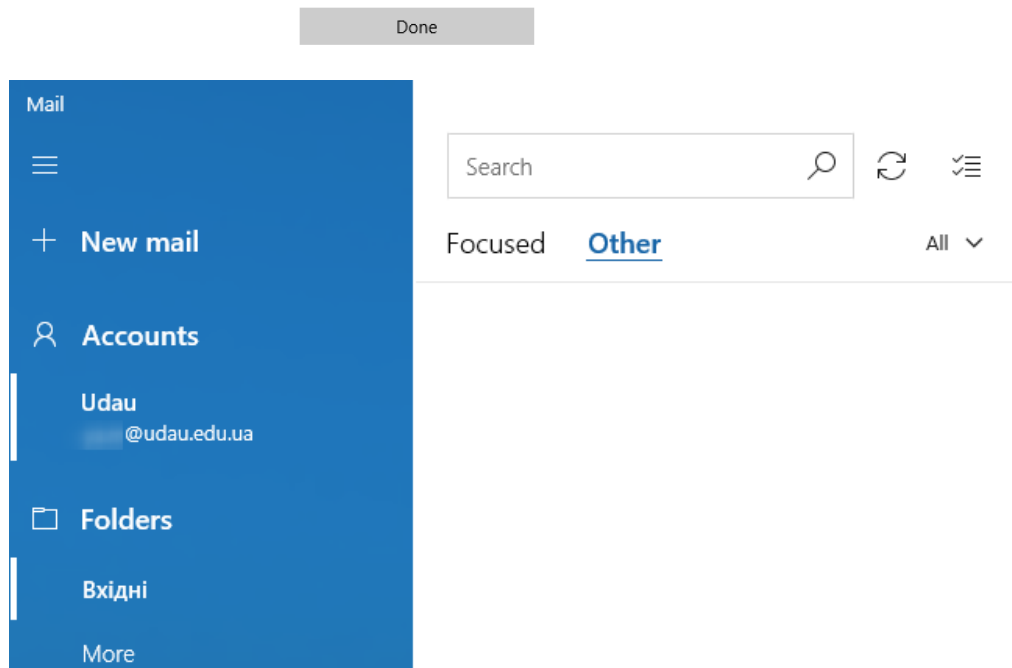 Done
Mail
Search
New mail
Focused Other All
Accounts
Udau
@udau.edu.ua
Folders
Вхідні
More